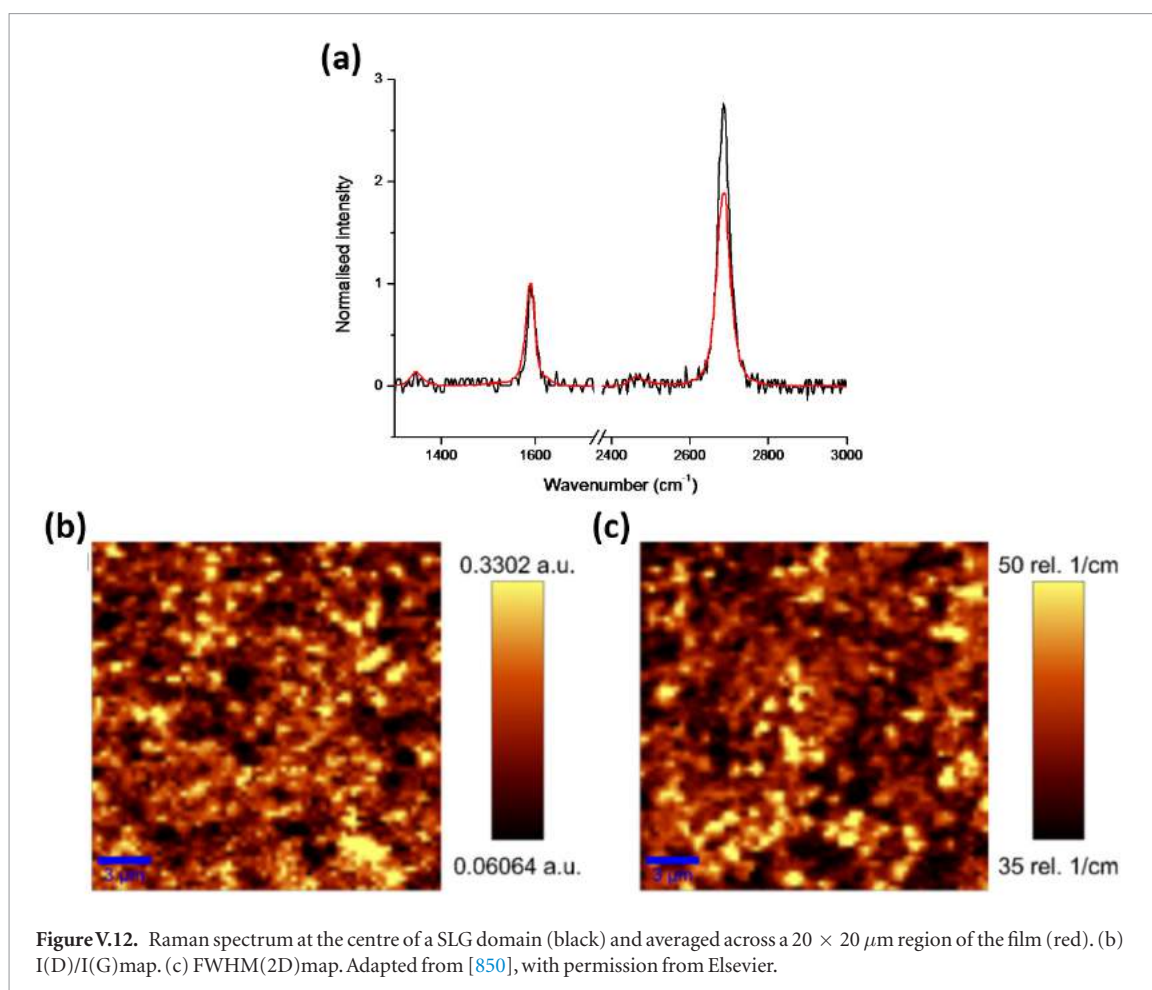 (a)
3
2
1
0
Normalised Intensity
1400 1600 2400 2600 2800 3000
Wavenumber (cm-1)
(b)
0.3302 a.u.
0.06064 a.u.
3 μm
(c)
50 rel. 1/cm
35 rel. 1/cm
3 μm
Figure V.12. Raman spectrum at the centre of a SLG domain (black) and averaged across a 20 × 20 μm region of the film (red). (b)
I(D)/I(G)map. (c) FWHM(2D)map. Adapted from [850], with permission from Elsevier.